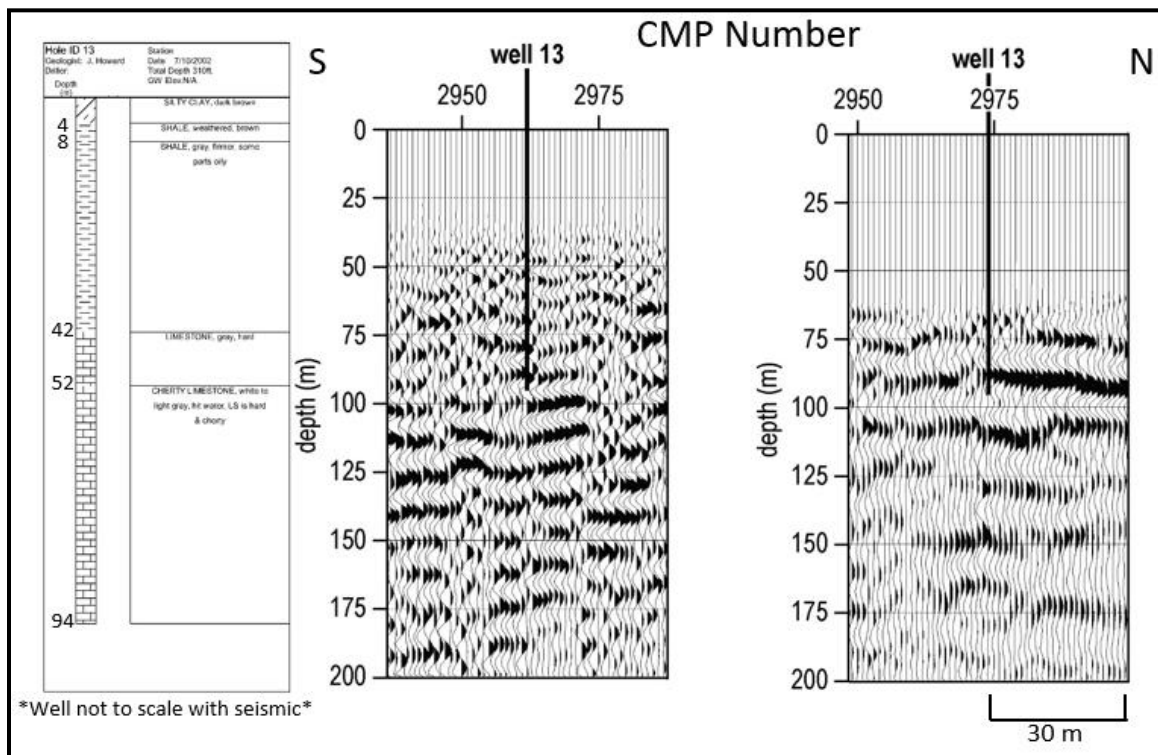 CMP Number
Hole ID 13
Geologist: J. Howard
Driller:
Depth
(m)
Station
Date 7/10/2002
Total Depth 310ft.
GW Elev:N/A
SILTY CLAY, dark brown
4
SHALE, weathered, brown
8
SHALE, gray, firmer, some
parts oily
42
LIMESTONE, gray, hard
52
CHERTY LIMESTONE, white to
light gray, hit water, LS is hard
& cherty
94
*Well not to scale with seismic*
S
well 13
2950 2975
0
25
50
75
100
125
150
175
200
depth (m)
N
well 13
2950 2975
0
25
50
75
100
125
150
175
200
depth (m)
30 m